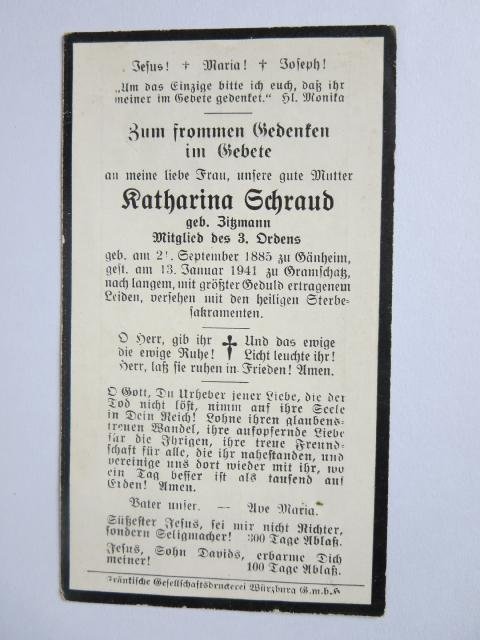 Jesus! † Maria! † Joseph!
„Um das Einzige bitte ich euch, daß ihr
meiner im Gebete gedenket.“ Hl. Monika
Zum frommen Gedenken
im Gebete
an meine liebe Frau, unsere gute Mutter
Katharina Schraud
geb. Zitzmann
Mitglied des 3. Ordens
geb. am 21. September 1885 zu Gänheim,
gest. am 13. Januar 1941 zu Gramschatz,
nach langem, mit größter Geduld ertragenem
Leiden, versehen mit den heiligen Sterbe-
sakramenten.
O Herr, gib ihr † Und das ewige
die ewige Ruhe! Licht leuchte ihr!
Herr, laß sie ruhen in Frieden! Amen.
O Gott, Du Urheber jener Liebe, die der
Tod nicht löst, nimm auf ihre Seele
in Dein Reich! Lohne ihren glaubens-
treuen Wandel, ihre aufopfernde Liebe
für die Ihrigen, ihre treue Freund-
schaft für alle, die ihr nahestanden, und
vereinige uns dort wieder mit ihr, wo
ein Tag besser ist als tausend auf
Erden! Amen.
Vater unser. — Ave Maria.
Süßester Jesus, sei mir nicht Richter,
sondern Seligmacher! 300 Tage Ablaß.
Jesus, Sohn Davids, erbarme Dich
meiner! 100 Tage Ablaß.
Fränkische Gesellschaftsdruckerei Würzburg G.m.b.H